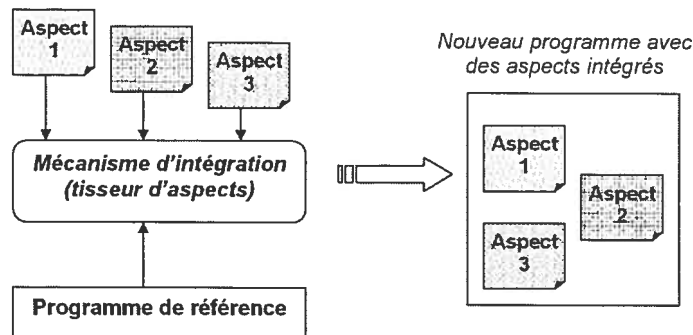 Aspect
1
Aspect
2
Aspect
3
Mécanisme d'intégration
(tisseur d'aspects)
Programme de référence
Nouveau programme avec
des aspects intégrés
Aspect
1
Aspect
2
Aspect
3